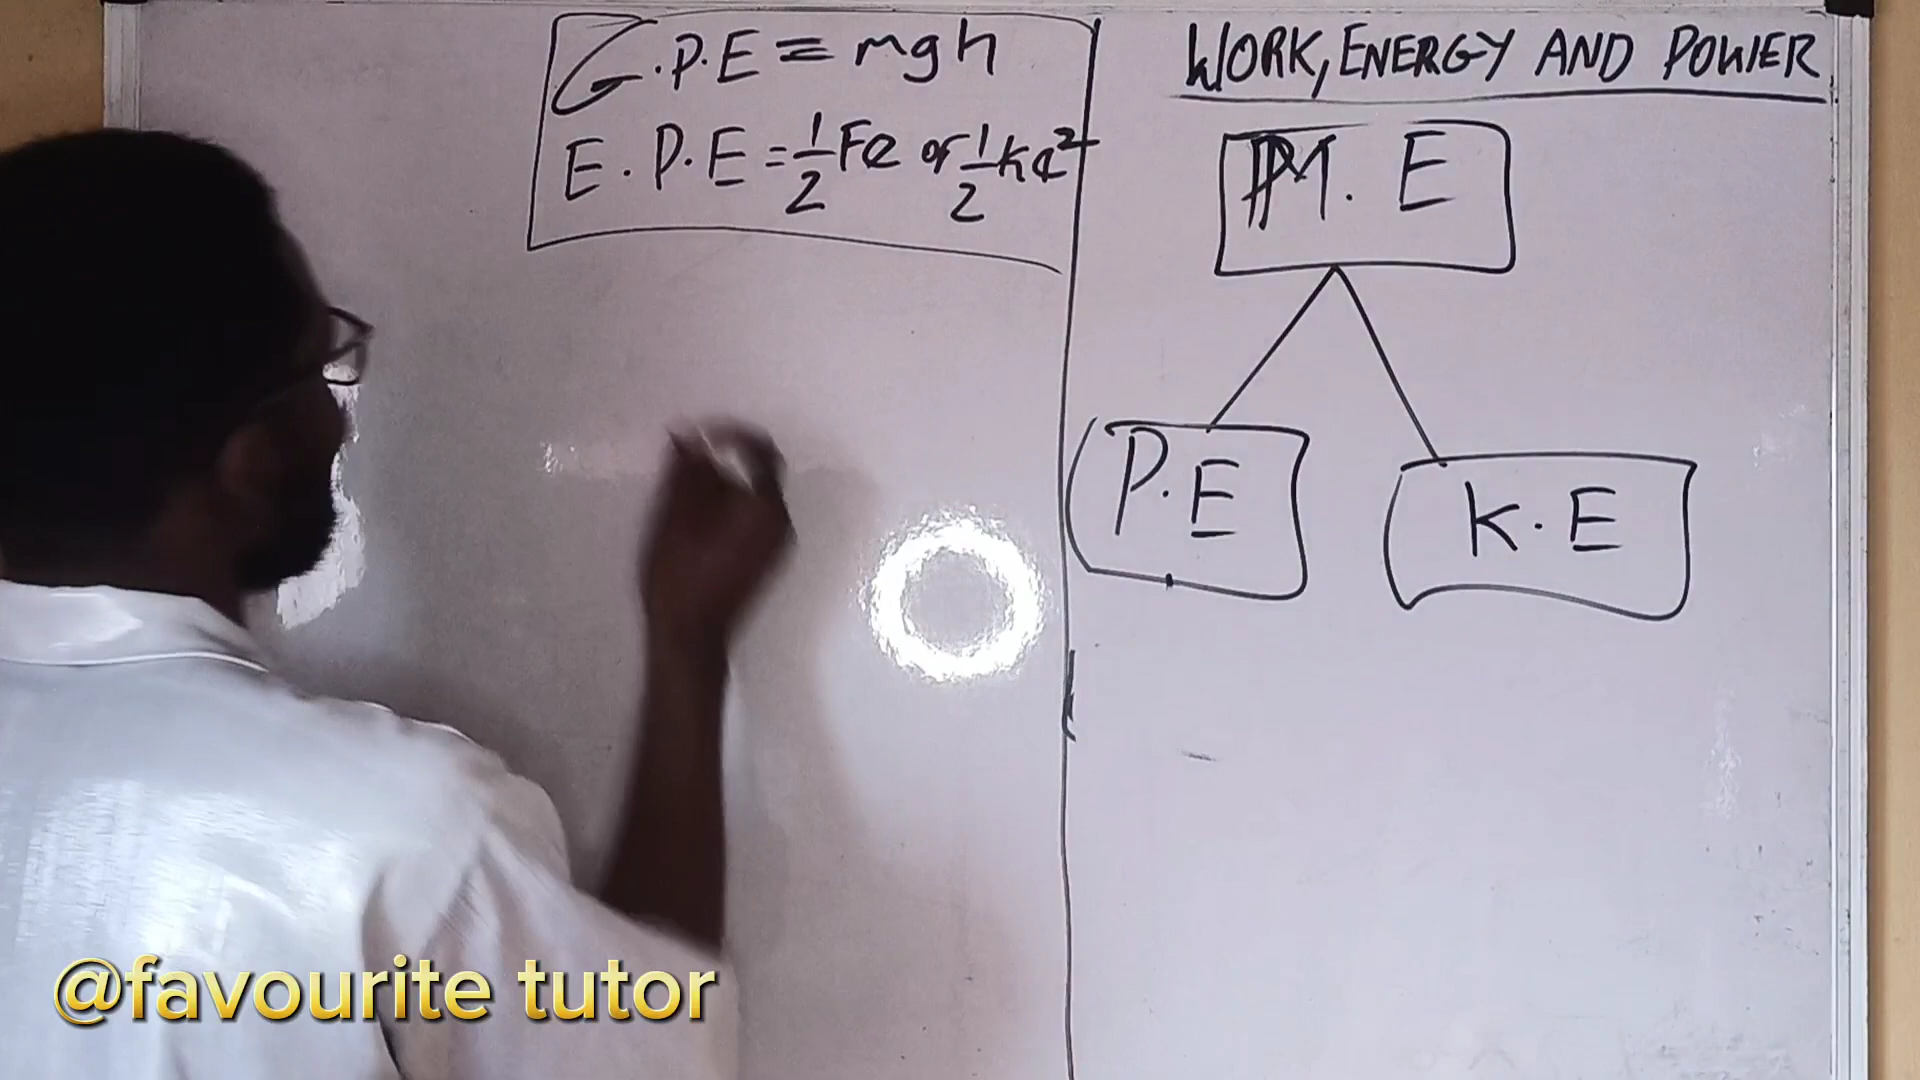 G.P.E = mgh
E.P.E = 1/2 Fe or 1/2 ke²
WORK, ENERGY AND POWER
M.E
P.E
K.E
@favourite tutor